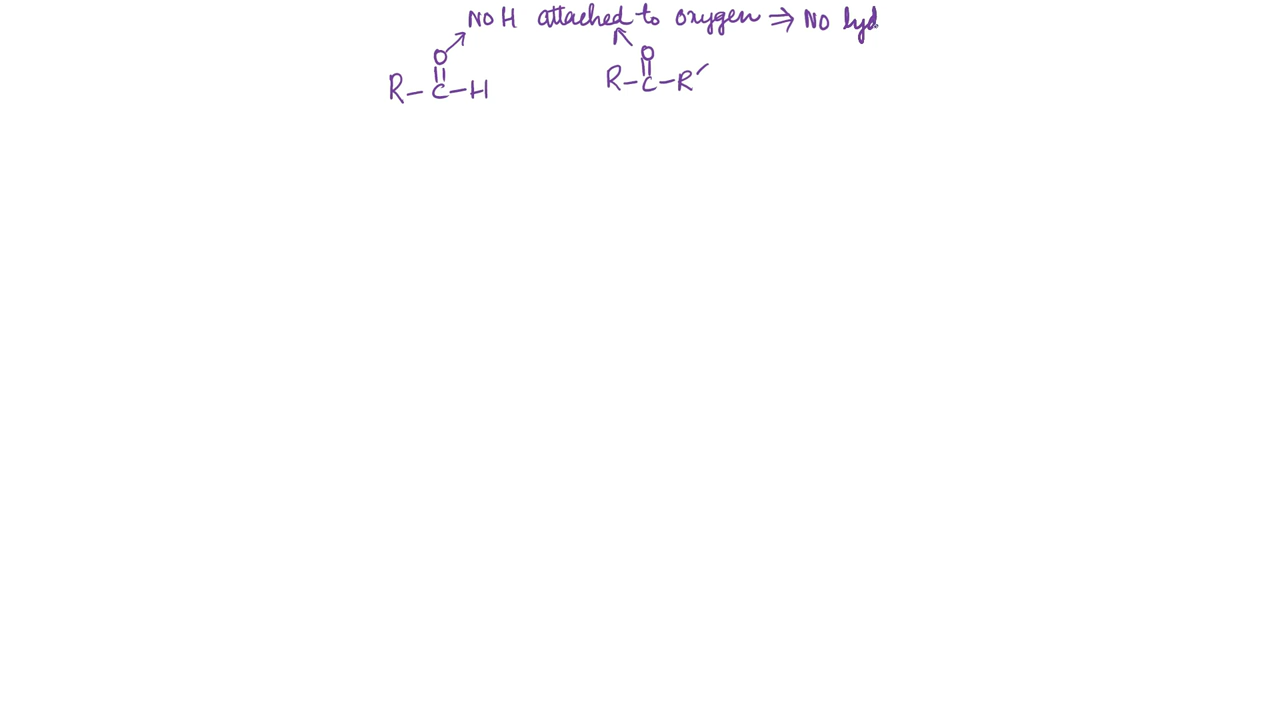 NO H attached to oxygen ⇒ NO hyd
O O
R-C-H R-C-R′